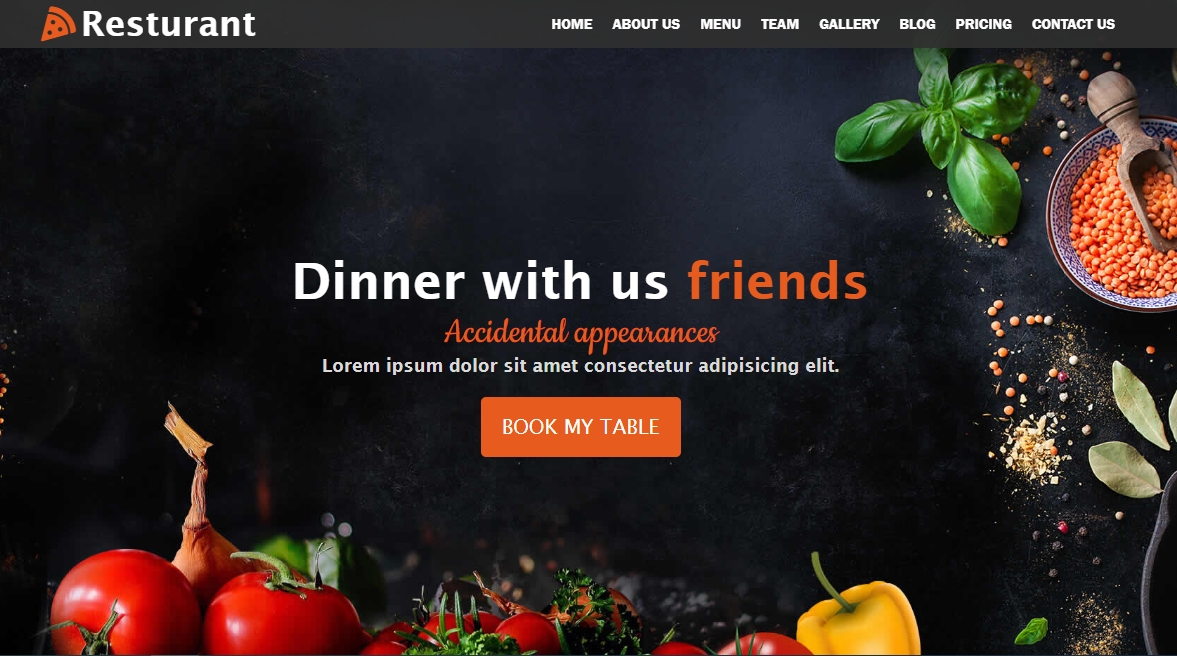 Resturant
HOME ABOUT US MENU TEAM GALLERY BLOG PRICING CONTACT US
Dinner with us friends
Accidental appearances
Lorem ipsum dolor sit amet consectetur adipisicing elit.
BOOK MY TABLE